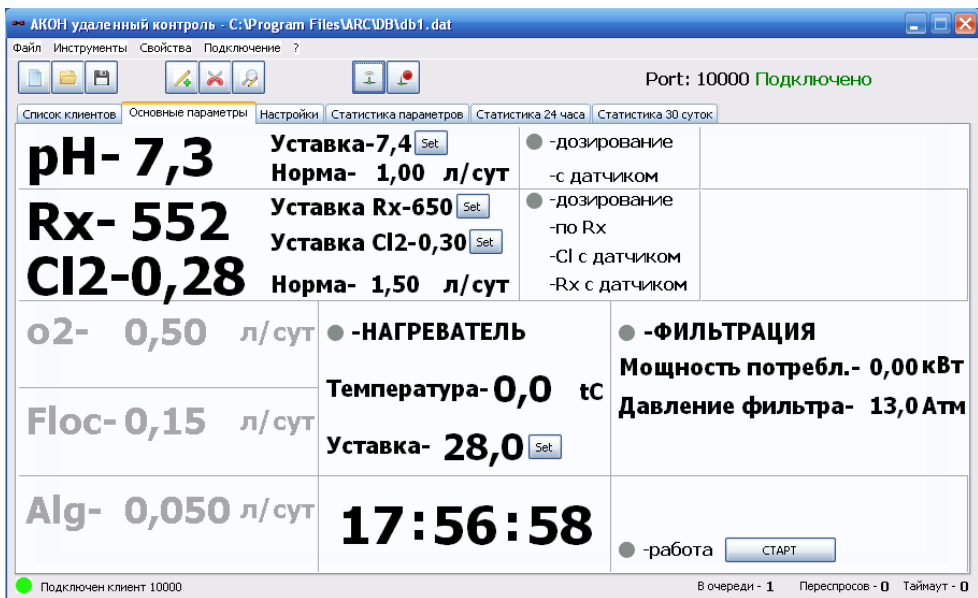 АКОН удаленный контроль - C:\Program Files\ARC\DB\db1.dat
Файл Инструменты Свойства Подключение ?
Port: 10000 Подключено
Список клиентов Основные параметры Настройки Статистика параметров Статистика 24 часа Статистика 30 суток
pH- 7,3
Уставка-7,4 Set
Норма- 1,00 л/сут
-дозирование
-с датчиком
Rx- 552
Cl2-0,28
Уставка Rx-650 Set
Уставка Cl2-0,30 Set
Норма- 1,50 л/сут
-дозирование
-по Rx
-Cl с датчиком
-Rx с датчиком
o2- 0,50 л/сут
Floc- 0,15 л/сут
Alg- 0,050 л/сут
-НАГРЕВАТЕЛЬ
Температура- 0,0 tC
Уставка- 28,0 Set
17:56:58
-ФИЛЬТРАЦИЯ
Мощность потребл.- 0,00 кВт
Давление фильтра- 13,0 Атм
-работа СТАРТ
Подключен клиент 10000
В очереди - 1 Переспросов - 0 Таймаут - 0